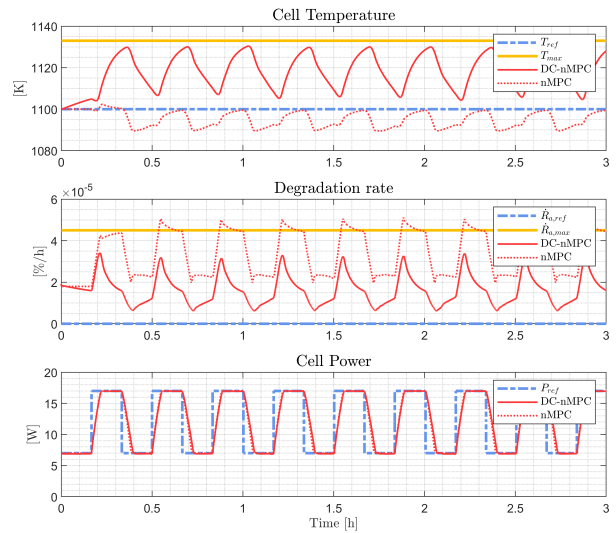 Cell Temperature
1140
1120
1100
1080
[K]
T_ref
T_max
DC-nMPC
nMPC
0
0.5
1
1.5
2
2.5
3
Degradation rate
×10⁻⁵
6
4
2
0
[%/h]
Ṙ_o,ref
Ṙ_o,max
DC-nMPC
nMPC
0
0.5
1
1.5
2
2.5
3
Cell Power
20
15
10
5
0
[W]
P_ref
DC-nMPC
nMPC
0
0.5
1
1.5
2
2.5
3
Time [h]